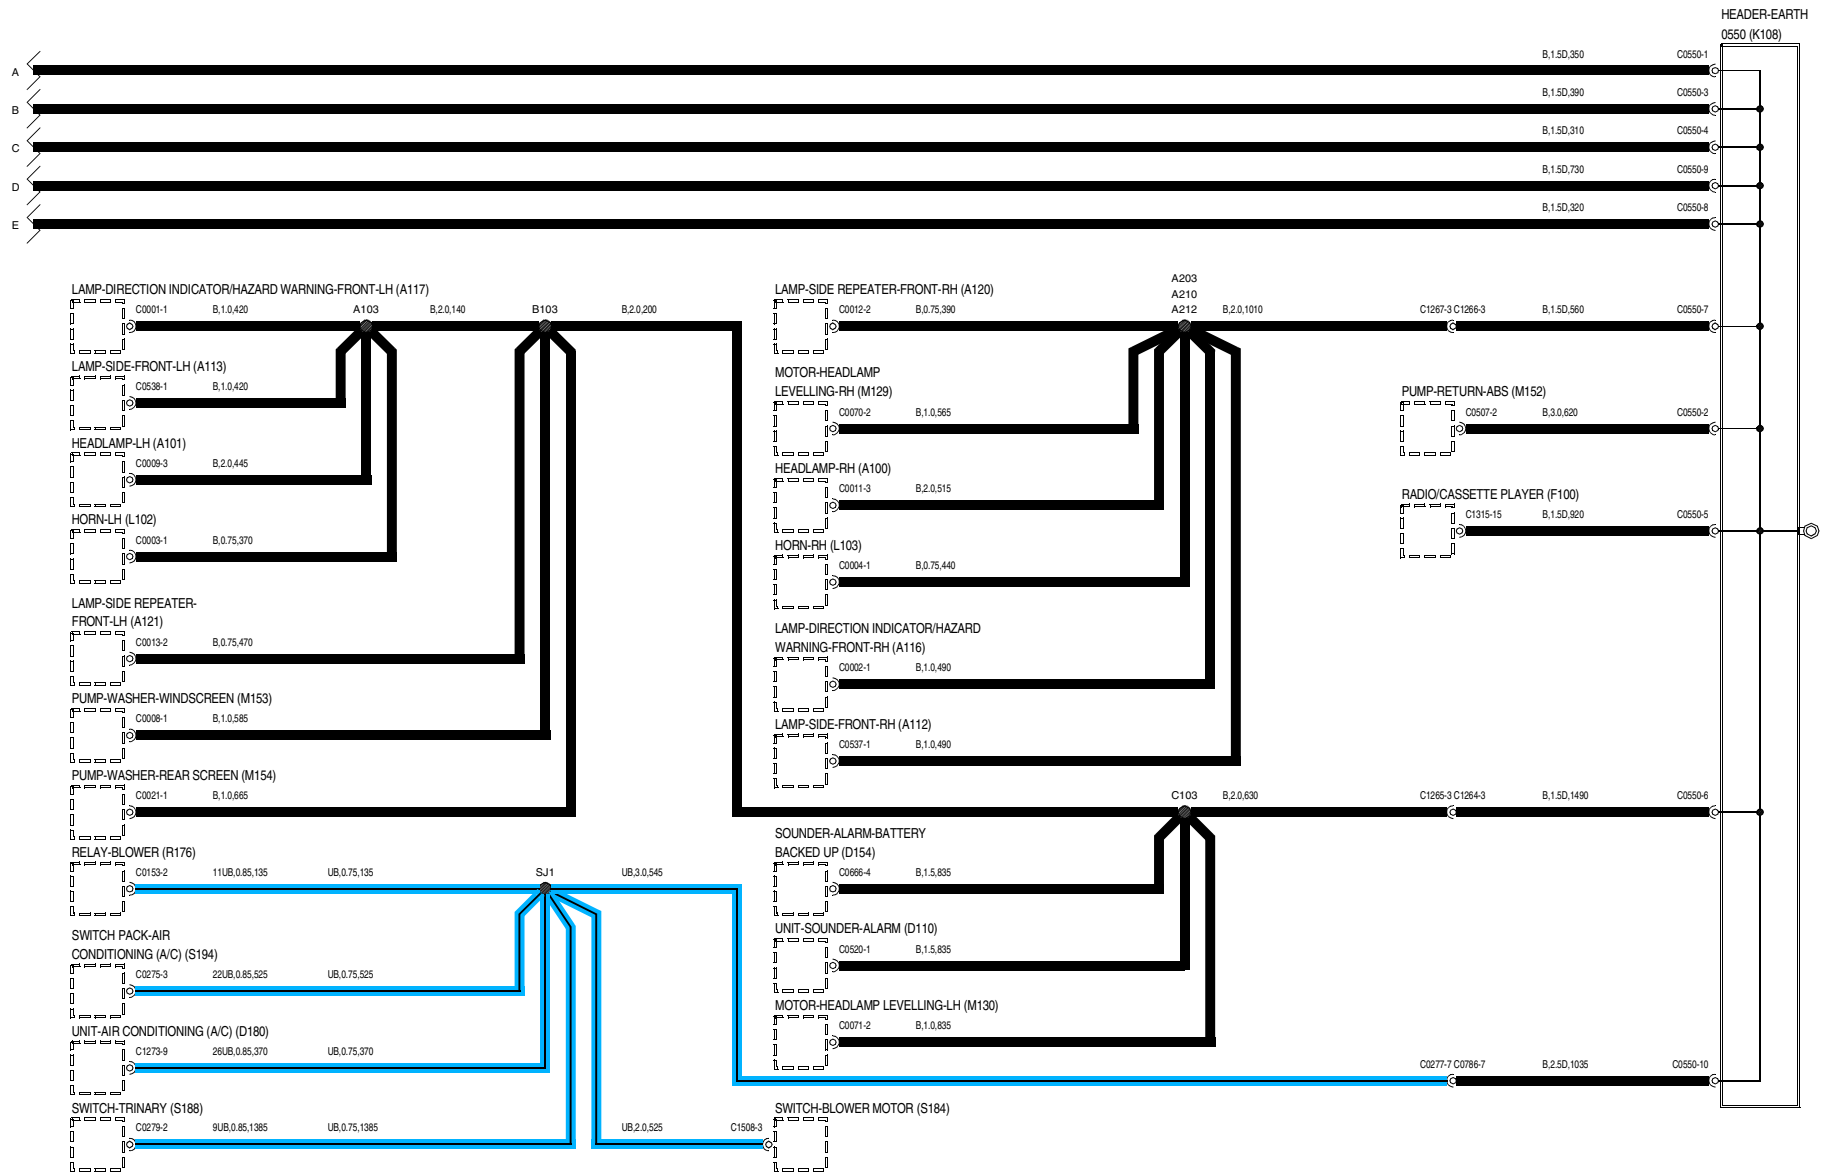 HEADER-EARTH
0550 (K108)
A
B,1.5D,350
C0550-1
B
B,1.5D,390
C0550-3
C
B,1.5D,310
C0550-4
D
B,1.5D,730
C0550-9
E
B,1.5D,320
C0550-8
LAMP-DIRECTION INDICATOR/HAZARD WARNING-FRONT-LH (A117)
C0001-1
B,1.0,420
A103
B,2.0,140
B103
B,2.0,200
LAMP-SIDE-FRONT-LH (A113)
C0538-1
B,1.0,420
HEADLAMP-LH (A101)
C0009-3
B,2.0,445
HORN-LH (L102)
C0003-1
B,0.75,370
LAMP-SIDE REPEATER-
FRONT-LH (A121)
C0013-2
B,0.75,470
PUMP-WASHER-WINDSCREEN (M153)
C0008-1
B,1.0,585
PUMP-WASHER-REAR SCREEN (M154)
C0021-1
B,1.0,665
RELAY-BLOWER (R176)
C0153-2
11UB,0.85,135
UB,0.75,135
SJ1
UB,3.0,545
SWITCH PACK-AIR
CONDITIONING (A/C) (S194)
C0275-3
22UB,0.85,525
UB,0.75,525
UNIT-AIR CONDITIONING (A/C) (D180)
C1273-9
26UB,0.85,370
UB,0.75,370
SWITCH-TRINARY (S188)
C0279-2
9UB,0.85,1385
UB,0.75,1385
UB,2.0,525
C1508-3
SWITCH-BLOWER MOTOR (S184)
LAMP-SIDE REPEATER-FRONT-RH (A120)
C0012-2
B,0.75,390
A203
A210
A212
B,2.0,1010
C1267-3 C1266-3
B,1.5D,560
C0550-7
MOTOR-HEADLAMP
LEVELLING-RH (M129)
C0070-2
B,1.0,565
HEADLAMP-RH (A100)
C0011-3
B,2.0,515
HORN-RH (L103)
C0004-1
B,0.75,440
LAMP-DIRECTION INDICATOR/HAZARD
WARNING-FRONT-RH (A116)
C0002-1
B,1.0,490
LAMP-SIDE-FRONT-RH (A112)
C0537-1
B,1.0,490
C103
B,2.0,630
C1265-3 C1264-3
B,1.5D,1490
C0550-6
SOUNDER-ALARM-BATTERY
BACKED UP (D154)
C0666-4
B,1.5,835
UNIT-SOUNDER-ALARM (D110)
C0520-1
B,1.5,835
MOTOR-HEADLAMP LEVELLING-LH (M130)
C0071-2
B,1.0,835
C0277-7 C0786-7
B,2.5D,1035
C0550-10
PUMP-RETURN-ABS (M152)
C0507-2
B,3.0,620
C0550-2
RADIO/CASSETTE PLAYER (F100)
C1315-15
B,1.5D,920
C0550-5